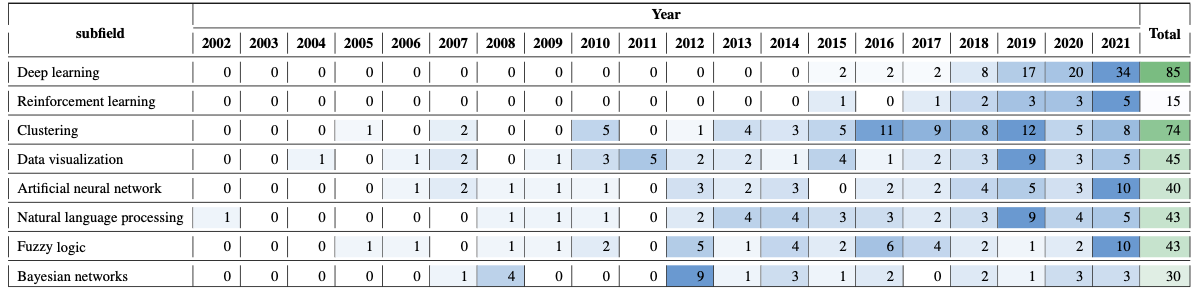 Year
subfield
Total
2002 2003 2004 2005 2006 2007 2008 2009 2010 2011 2012 2013 2014 2015 2016 2017 2018 2019 2020 2021
Deep learning 0 0 0 0 0 0 0 0 0 0 0 0 0 2 2 2 8 17 20 34 85
Reinforcement learning 0 0 0 0 0 0 0 0 0 0 0 0 0 1 0 1 2 3 3 5 15
Clustering 0 0 0 1 0 2 0 0 5 0 1 4 3 5 11 9 8 12 5 8 74
Data visualization 0 0 1 0 1 2 0 1 3 5 2 2 1 4 1 2 3 9 3 5 45
Artificial neural network 0 0 0 0 1 2 1 1 1 0 3 2 3 0 2 2 4 5 3 10 40
Natural language processing 1 0 0 0 0 0 1 1 1 0 2 4 4 3 3 2 3 9 4 5 43
Fuzzy logic 0 0 0 1 1 0 1 1 2 0 5 1 4 2 6 4 2 1 2 10 43
Bayesian networks 0 0 0 0 0 1 4 0 0 0 9 1 3 1 2 0 2 1 3 3 30